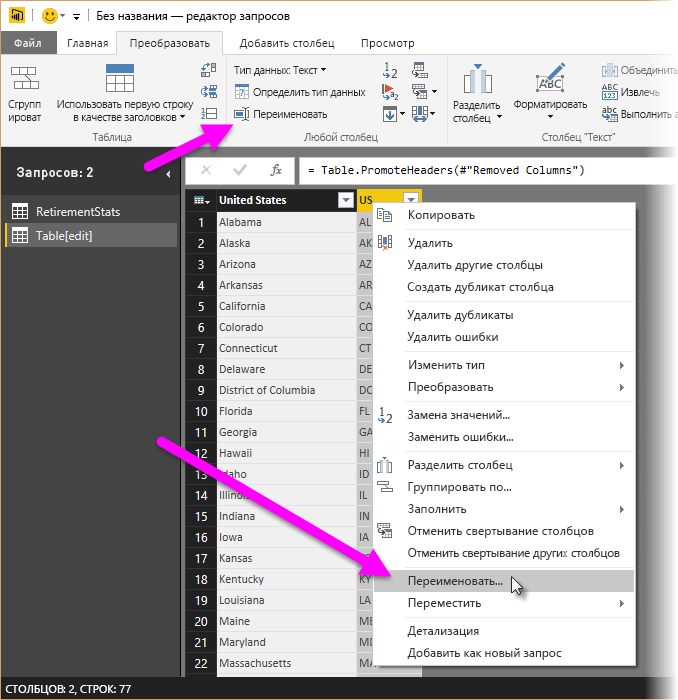 Без названия — редактор запросов
Файл Главная Преобразовать Добавить столбец Просмотр
Группироват
Использовать первую строку в качестве заголовков
Таблица
Тип данных: Текст
Определить тип данных
Переименовать
Любой столбец
Разделить столбец
Форматировать
Объединить
Извлечь
Выполнить а
Столбец "Текст"
Запросов: 2
RetirementStats
Table[edit]
= Table.PromoteHeaders(#"Removed Columns")
United States US
1 Alabama AL
2 Alaska AK
3 Arizona AZ
4 Arkansas AR
5 California CA
6 Colorado CO
7 Connecticut CT
8 Delaware DE
9 District of Columbia DC
10 Florida FL
11 Georgia GA
12 Hawaii HI
13 Idaho ID
14 Illinois IL
15 Indiana IN
16 Iowa IA
17 Kansas
18 Kentucky KY
19 Louisiana LA
20 Maine ME
21 Maryland MD
22 Massachusetts MA
Копировать
Удалить
Удалить другие столбцы
Создать дубликат столбца
Удалить дубликаты
Удалить ошибки
Изменить тип
Преобразовать
Замена значений...
Заменить ошибки...
Разделить столбец
Группировать по...
Заполнить
Отменить свертывание столбцов
Отменить свертывание других столбцов
Переименовать...
Переместить
Детализация
Добавить как новый запрос
СТОЛБЦОВ: 2, СТРОК: 77